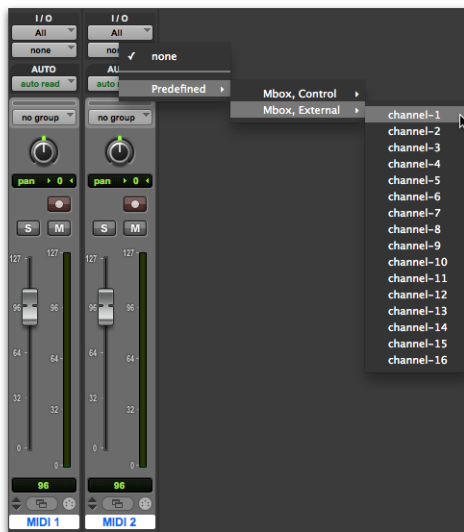 I/O
All
none
AUTO
auto read
no group
pan 0
S M
127 127
96 96
64 64
32 32
0 0
96
MIDI 1
I/O
All
AU
auto
no group
pan 0
S M
127 127
96 96
64 64
32 32
0 0
96
MIDI 2
✓ none
Predefined
Mbox, Control
Mbox, External
channel-1
channel-2
channel-3
channel-4
channel-5
channel-6
channel-7
channel-8
channel-9
channel-10
channel-11
channel-12
channel-13
channel-14
channel-15
channel-16